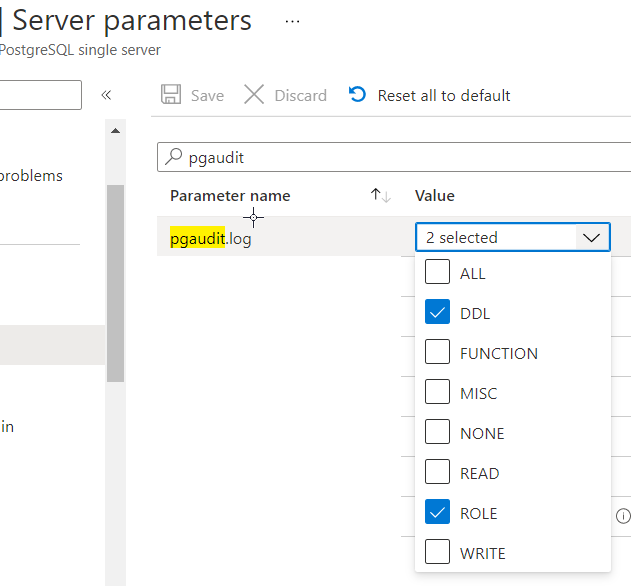 Server parameters ...
PostgreSQL single server
Save Discard Reset all to default
pgaudit
problems
Parameter name Value
pgaudit.log 2 selected
ALL
DDL
FUNCTION
MISC
in
NONE
READ
ROLE
WRITE